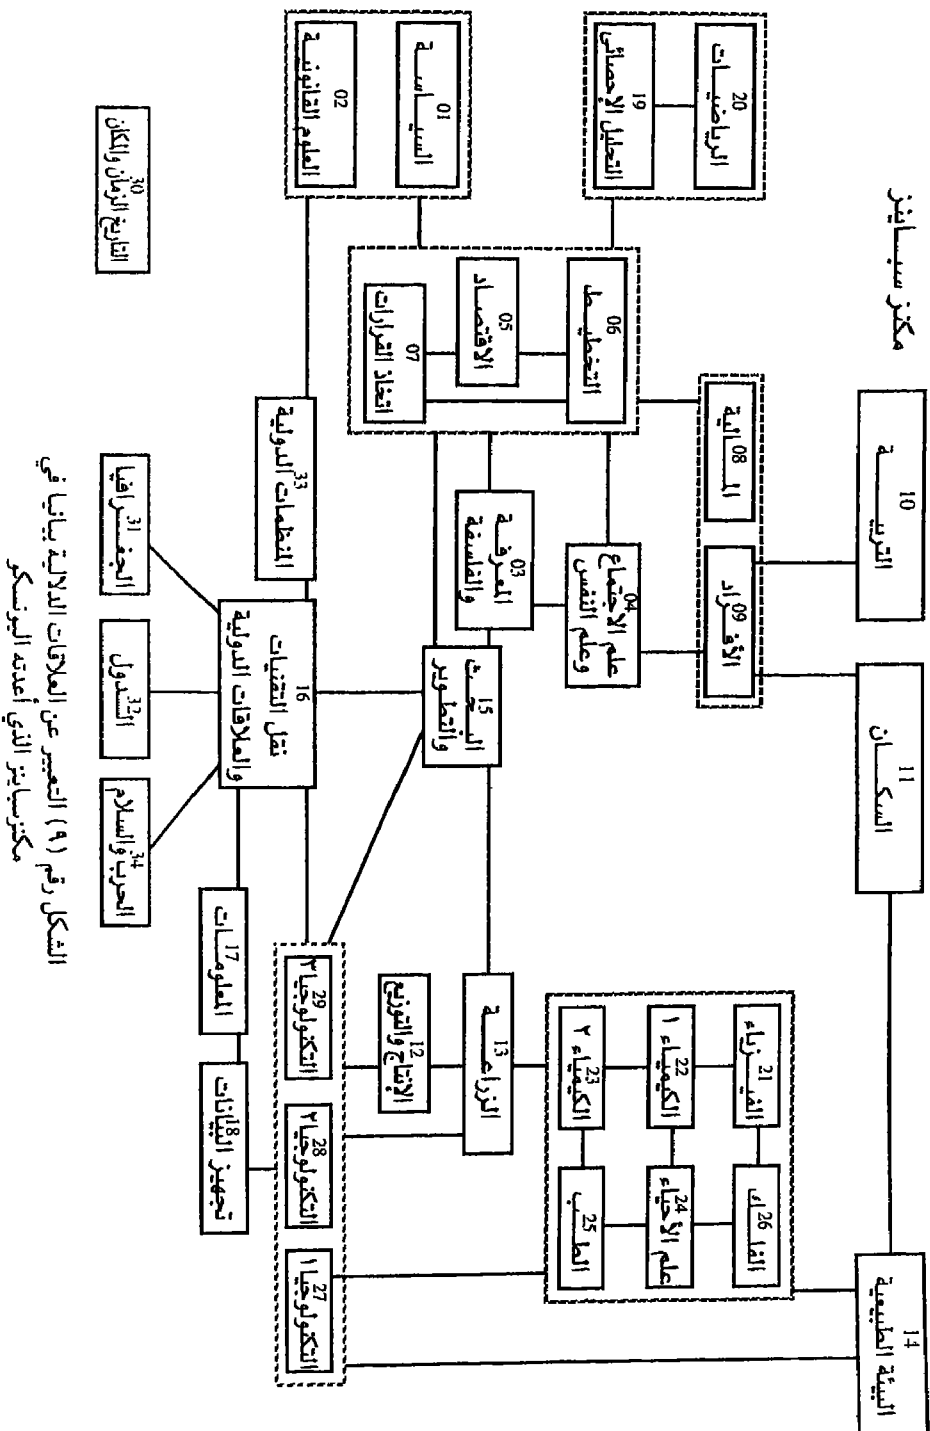 مكنز سباينز
20
الرياضيات
19
التحليل الإحصائي
01
السياسة
02
العلوم القانونية
30
التاريخ الزمان والمكان
06
التخطيط
05
الاقتصاد
07
اتخاذ القرارات
10
التربية
08
المالية
09
الأفراد
04
علم الاجتماع
وعلم النفس
03
المعرفة
والفلسفة
33
المنظمات الدولية
31
الجغرافيا
11
السكان
15
البحث
والتطوير
16
نقل التقنيات
والعلاقات الدولية
32
الدول
34
الحرب والسلام
17
المعلومات
18
تجهيز البيانات
21
الفيزياء
22
الكيمياء ١
23
الكيمياء ٢
26
الفلك
24
علم الأحياء
25
الطب
13
الزراعة
12
الإنتاج والتوزيع
29
التكنولوجيا ٣
28
التكنولوجيا ٢
27
التكنولوجيا ١
14
البيئة الطبيعية
الشكل رقم (٩) التعبير عن العلاقات الدلالية بيانيا في
مكنز سباينز الذي أعدته اليونسكو